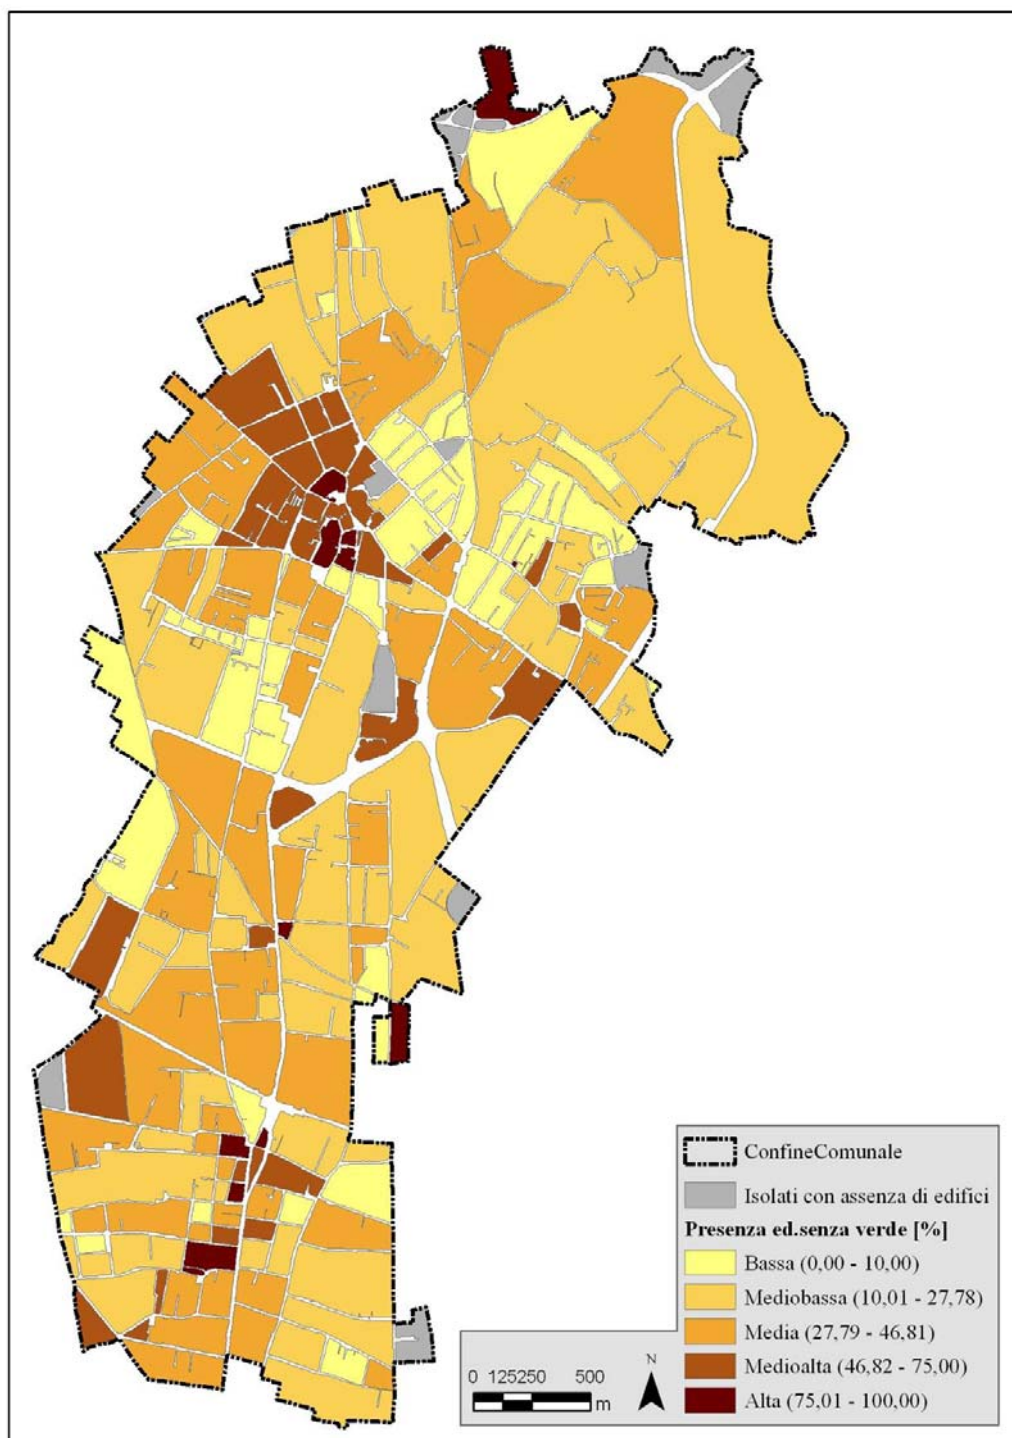 ConfineComunale
Isolati con assenza di edifici
Presenza ed.senza verde [%]
Bassa (0,00 - 10,00)
Mediobassa (10,01 - 27,78)
Media (27,79 - 46,81)
Medioalta (46,82 - 75,00)
Alta (75,01 - 100,00)
N
0 125250 500
m